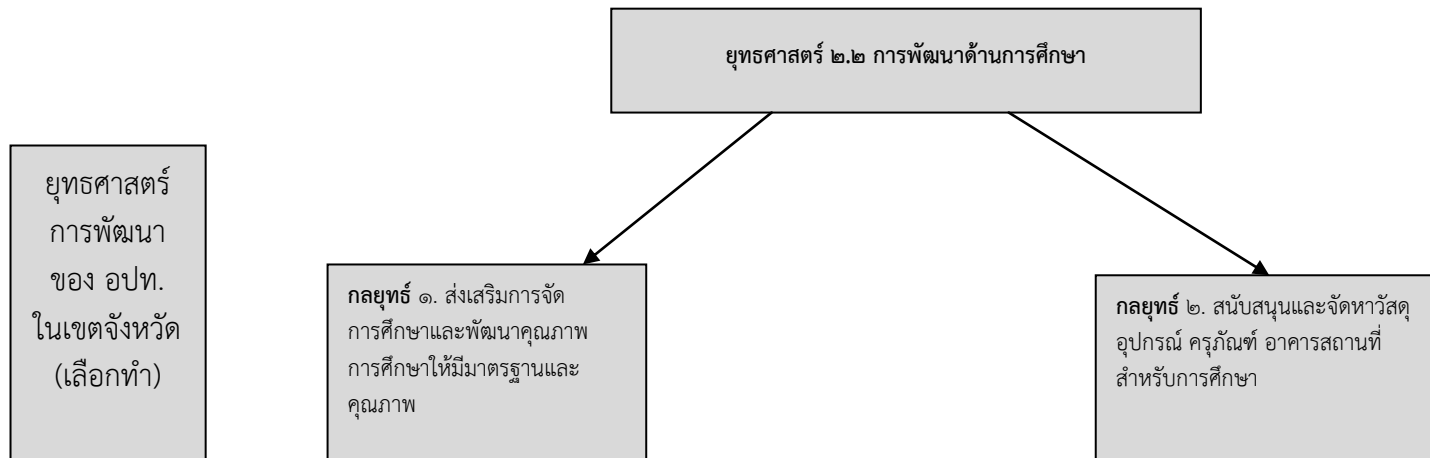 ยุทธศาสตร์ ๒.๒ การพัฒนาด้านการศึกษา
ยุทธศาสตร์
การพัฒนา
ของ อปท.
ในเขตจังหวัด
(เลือกทำ)
กลยุทธ์ ๑. ส่งเสริมการจัด
การศึกษาและพัฒนาคุณภาพ
การศึกษาให้มีมาตรฐานและ
คุณภาพ
กลยุทธ์ ๒. สนับสนุนและจัดหาวัสดุ
อุปกรณ์ ครุภัณฑ์ อาคารสถานที่
สำหรับการศึกษา